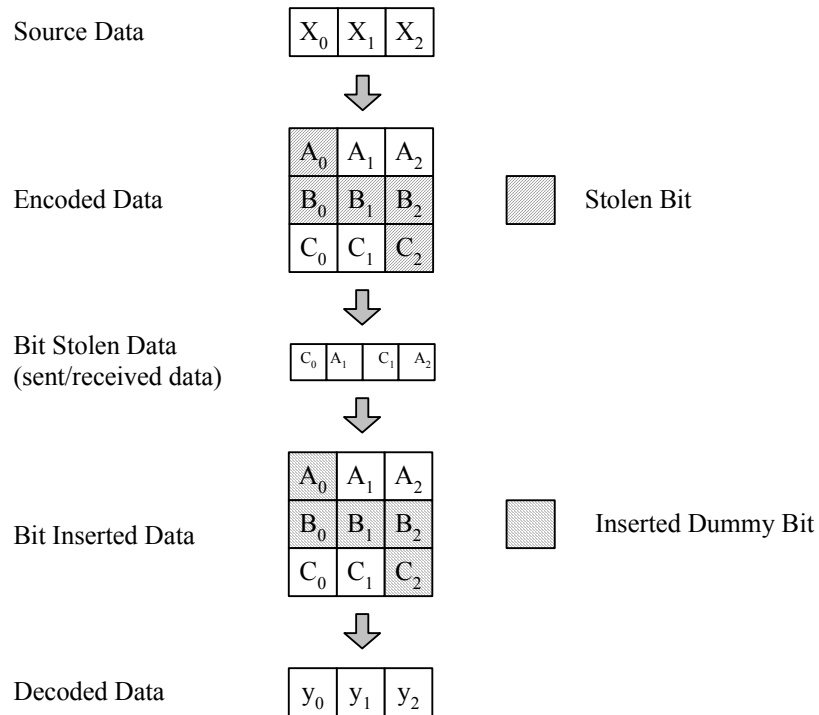 Source Data
X₀ X₁ X₂
A₀ A₁ A₂
Encoded Data B₀ B₁ B₂ Stolen Bit
C₀ C₁ C₂
Bit Stolen Data
(sent/received data)
C₀ A₁ C₁ A₂
A₀ A₁ A₂
Bit Inserted Data B₀ B₁ B₂ Inserted Dummy Bit
C₀ C₁ C₂
Decoded Data y₀ y₁ y₂